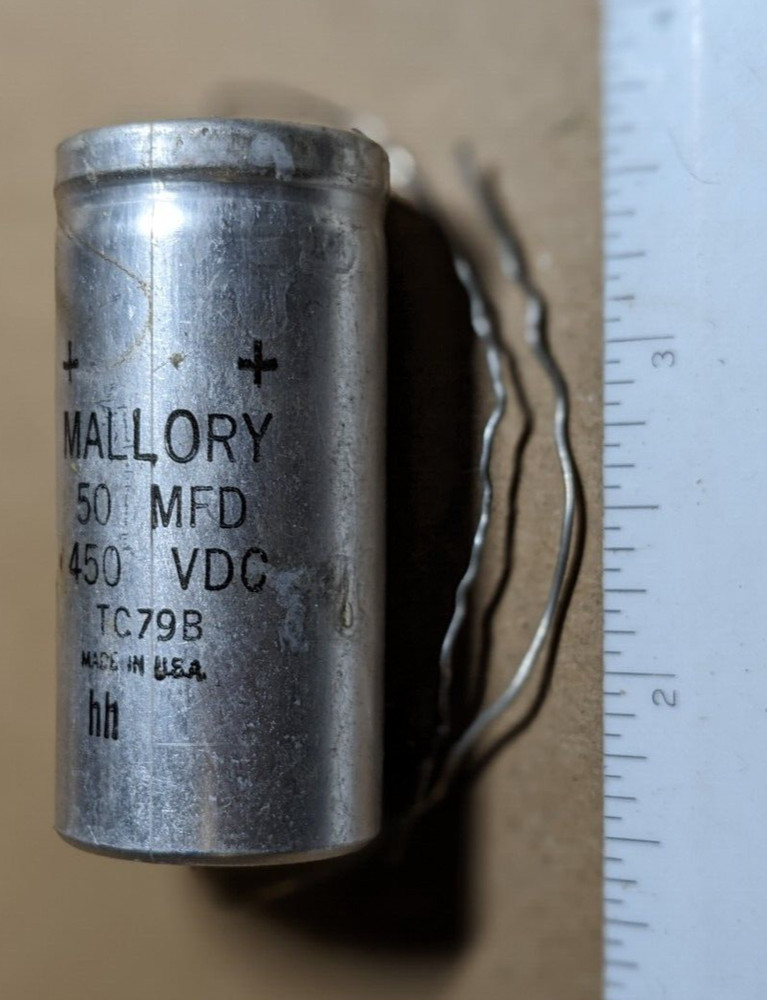 + +
MALLORY
50 MFD
450 VDC
TC79B
MADE IN U.S.A.
hh
3
2